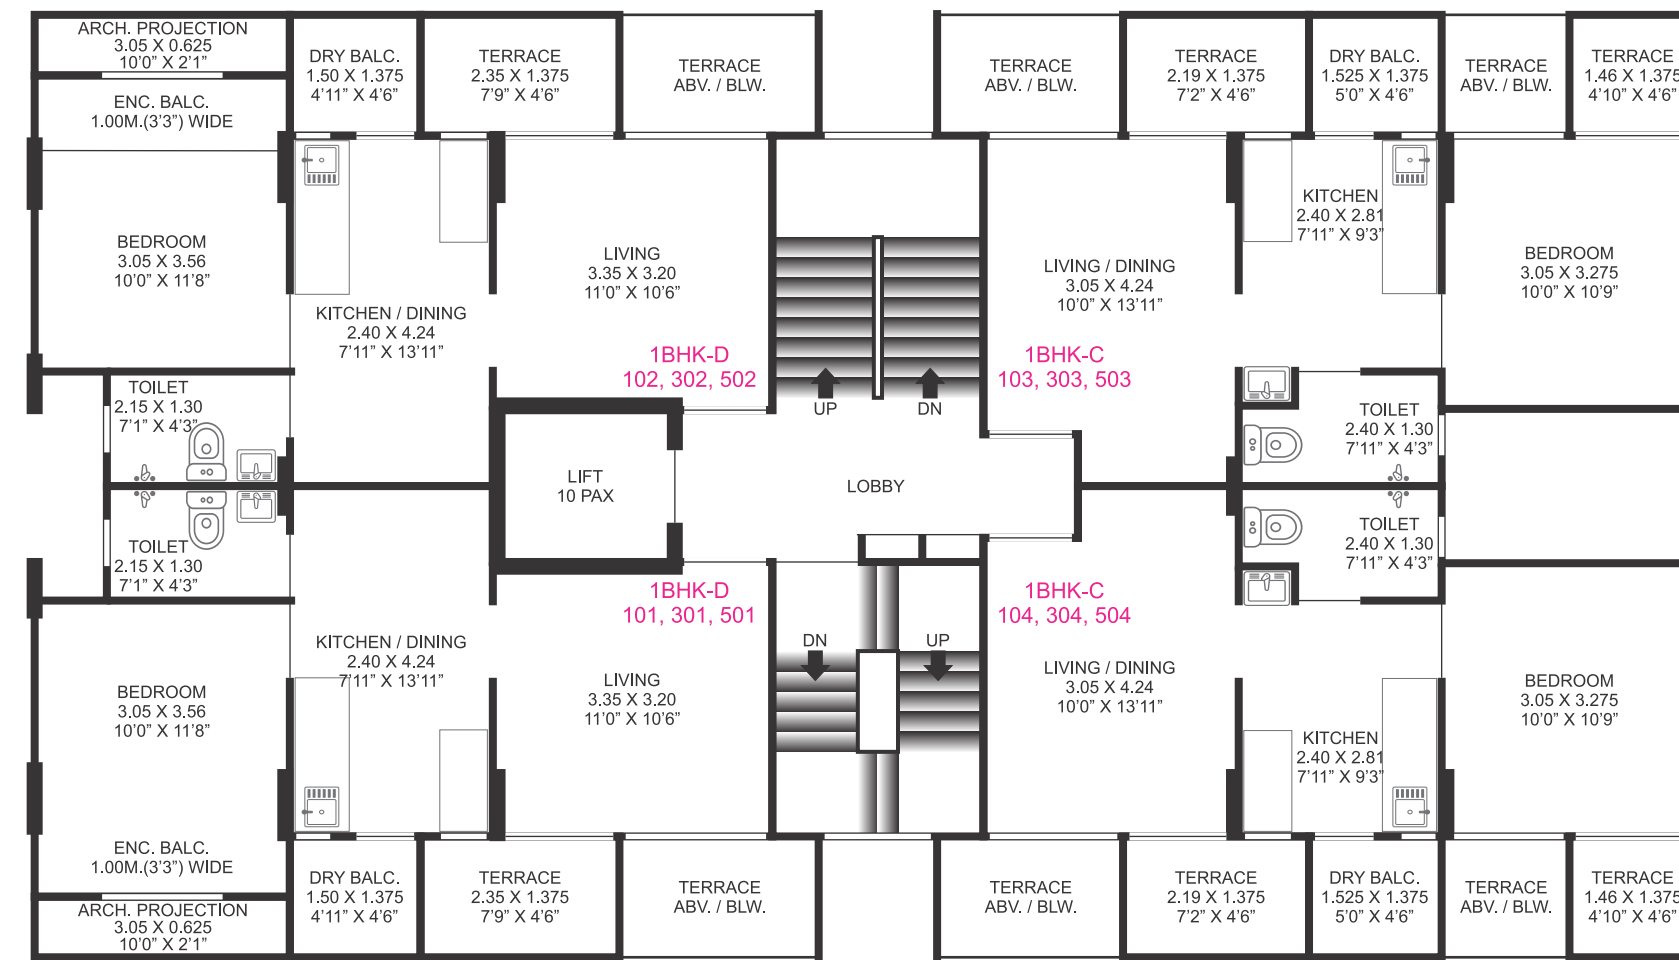 ARCH. PROJECTION
3.05 X 0.625
10'0" X 2'1"
DRY BALC.
1.50 X 1.375
4'11" X 4'6"
TERRACE
2.35 X 1.375
7'9" X 4'6"
TERRACE
ABV. / BLW.
TERRACE
ABV. / BLW.
TERRACE
2.19 X 1.375
7'2" X 4'6"
DRY BALC.
1.525 X 1.375
5'0" X 4'6"
TERRACE
ABV. / BLW.
TERRACE
1.46 X 1.375
4'10" X 4'6"
ENC. BALC.
1.00M.(3'3") WIDE
BEDROOM
3.05 X 3.56
10'0" X 11'8"
KITCHEN / DINING
2.40 X 4.24
7'11" X 13'11"
LIVING
3.35 X 3.20
11'0" X 10'6"
1BHK-D
102, 302, 502
UP
DN
LIVING / DINING
3.05 X 4.24
10'0" X 13'11"
1BHK-C
103, 303, 503
KITCHEN
2.40 X 2.81
7'11" X 9'3"
BEDROOM
3.05 X 3.275
10'0" X 10'9"
TOILET
2.15 X 1.30
7'1" X 4'3"
TOILET
2.40 X 1.30
7'11" X 4'3"
LIFT
10 PAX
LOBBY
TOILET
2.15 X 1.30
7'1" X 4'3"
TOILET
2.40 X 1.30
7'11" X 4'3"
1BHK-D
101, 301, 501
1BHK-C
104, 304, 504
KITCHEN / DINING
2.40 X 4.24
7'11" X 13'11"
DN
UP
BEDROOM
3.05 X 3.56
10'0" X 11'8"
LIVING
3.35 X 3.20
11'0" X 10'6"
LIVING / DINING
3.05 X 4.24
10'0" X 13'11"
BEDROOM
3.05 X 3.275
10'0" X 10'9"
KITCHEN
2.40 X 2.81
7'11" X 9'3"
ENC. BALC.
1.00M.(3'3") WIDE
ARCH. PROJECTION
3.05 X 0.625
10'0" X 2'1"
DRY BALC.
1.50 X 1.375
4'11" X 4'6"
TERRACE
2.35 X 1.375
7'9" X 4'6"
TERRACE
ABV. / BLW.
TERRACE
ABV. / BLW.
TERRACE
2.19 X 1.375
7'2" X 4'6"
DRY BALC.
1.525 X 1.375
5'0" X 4'6"
TERRACE
ABV. / BLW.
TERRACE
1.46 X 1.375
4'10" X 4'6"